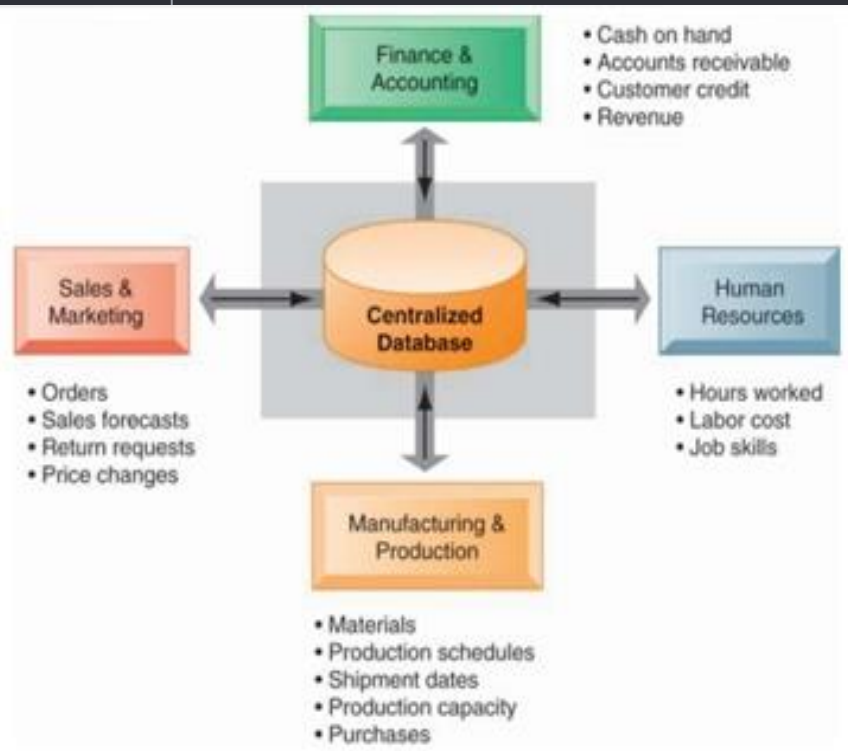 Finance &
Accounting
• Cash on hand
• Accounts receivable
• Customer credit
• Revenue
Sales &
Marketing
• Orders
• Sales forecasts
• Return requests
• Price changes
Centralized
Database
Human
Resources
• Hours worked
• Labor cost
• Job skills
Manufacturing &
Production
• Materials
• Production schedules
• Shipment dates
• Production capacity
• Purchases